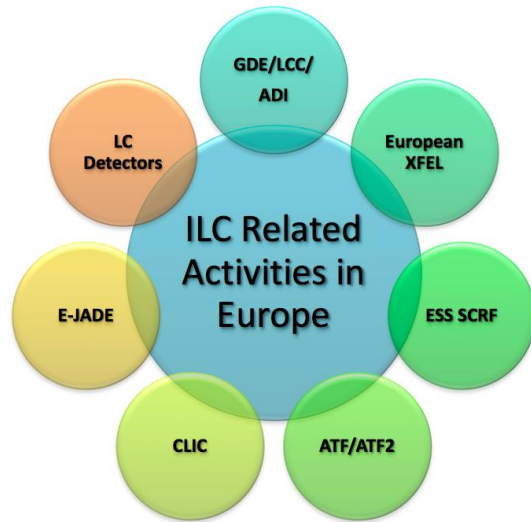 GDE/LCC/
ADI
LC
Detectors
European
XFEL
ILC Related
Activities in
Europe
E-JADE
ESS SCRF
CLIC
ATF/ATF2